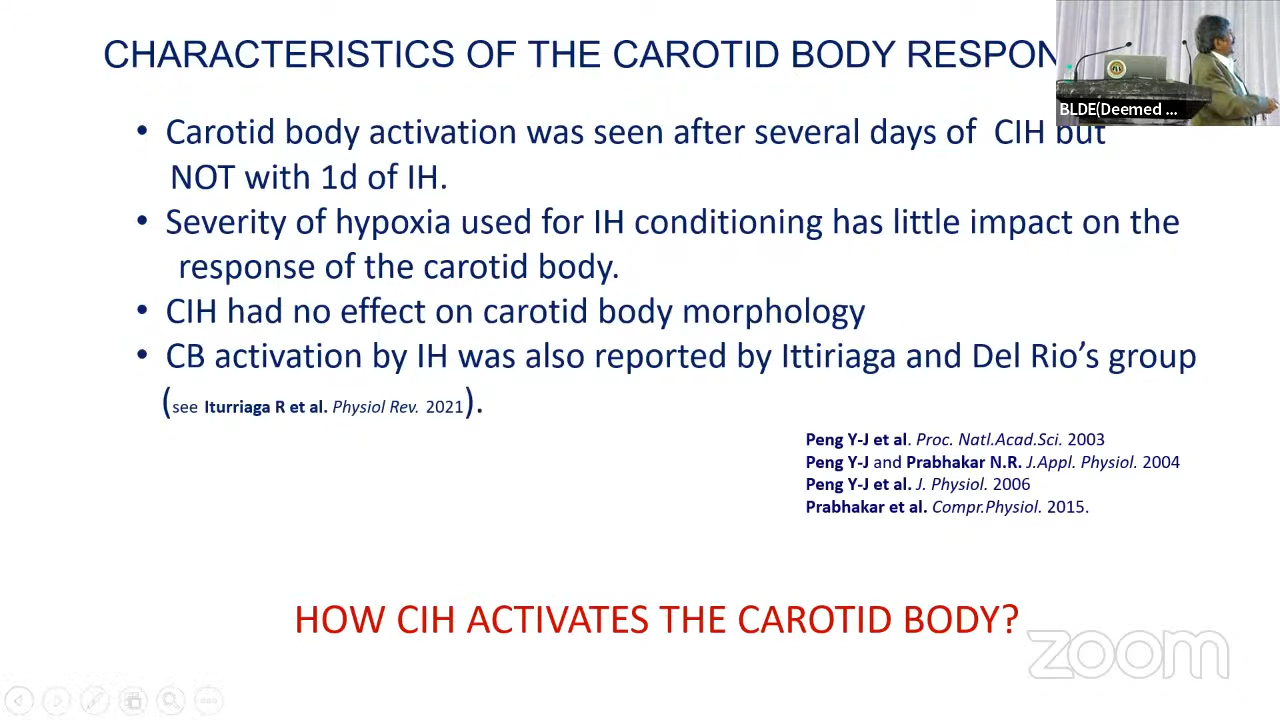 CHARACTERISTICS OF THE CAROTID BODY RESPON
BLDE(Deemed ...
• Carotid body activation was seen after several days of CIH but
NOT with 1d of IH.
• Severity of hypoxia used for IH conditioning has little impact on the
response of the carotid body.
• CIH had no effect on carotid body morphology
• CB activation by IH was also reported by Ittiriaga and Del Rio’s group
(see Iturriaga R et al. Physiol Rev. 2021).
Peng Y-J et al. Proc. Natl.Acad.Sci. 2003
Peng Y-J and Prabhakar N.R. J.Appl. Physiol. 2004
Peng Y-J et al. J. Physiol. 2006
Prabhakar et al. Compr.Physiol. 2015.
HOW CIH ACTIVATES THE CAROTID BODY?
zoom